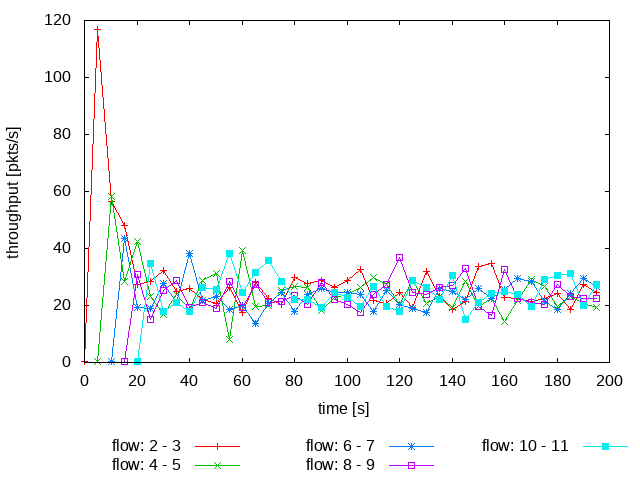 120
100
80
60
40
20
0
throughput [pkts/s]
0 20 40 60 80 100 120 140 160 180 200
time [s]
flow: 2 - 3 flow: 6 - 7 flow: 10 - 11
flow: 4 - 5 flow: 8 - 9